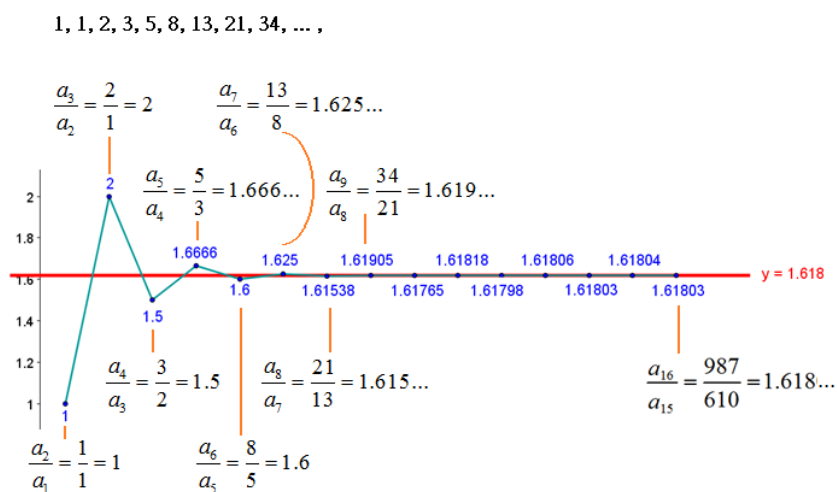 1, 1, 2, 3, 5, 8, 13, 21, 34, ... ,
a₃/a₂ = 2/1 = 2
a₇/a₆ = 13/8 = 1.625...
a₅/a₄ = 5/3 = 1.666...
a₉/a₈ = 34/21 = 1.619...
2
1.8
1.6
1.4
1.2
1
2
1.6666
1.625
1.61905
1.61818
1.61806
1.61804
y = 1.618
1.5
1.6
1.61538
1.61765
1.61798
1.61803
1.61803
1
a₄/a₃ = 3/2 = 1.5
a₈/a₇ = 21/13 = 1.615...
a₁₆/a₁₅ = 987/610 = 1.618...
a₂/a₁ = 1/1 = 1
a₆/a₅ = 8/5 = 1.6